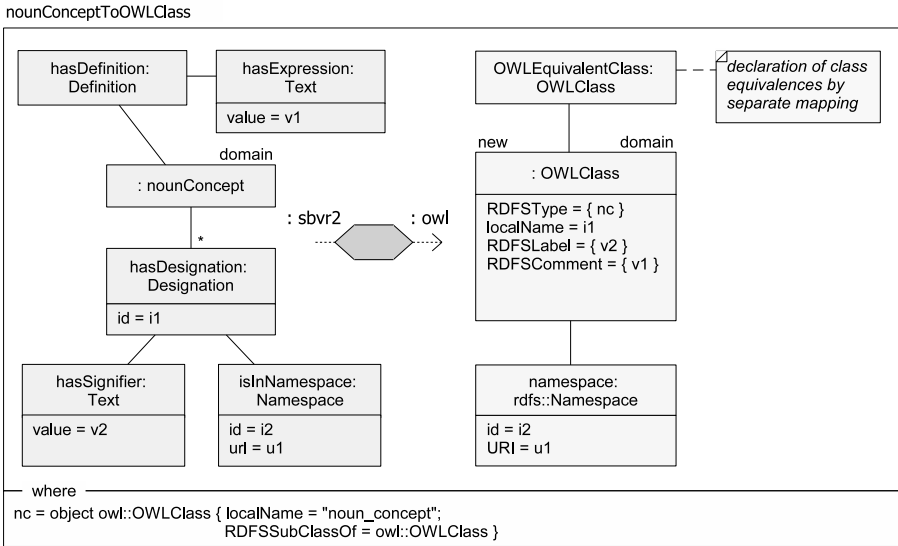 nounConceptToOWLClass
hasDefinition:
Definition
hasExpression:
Text
value = v1
domain
: nounConcept
*
hasDesignation:
Designation
id = i1
hasSignifier:
Text
value = v2
isInNamespace:
Namespace
id = i2
url = u1
: sbvr2
: owl
OWLEquivalentClass:
OWLClass
declaration of class
equivalences by
separate mapping
new
domain
: OWLClass
RDFSType = { nc }
localName = i1
RDFSLabel = { v2 }
RDFSComment = { v1 }
namespace:
rdfs::Namespace
id = i2
URI = u1
where
nc = object owl::OWLClass { localName = "noun_concept";
RDFSSubClassOf = owl::OWLClass }